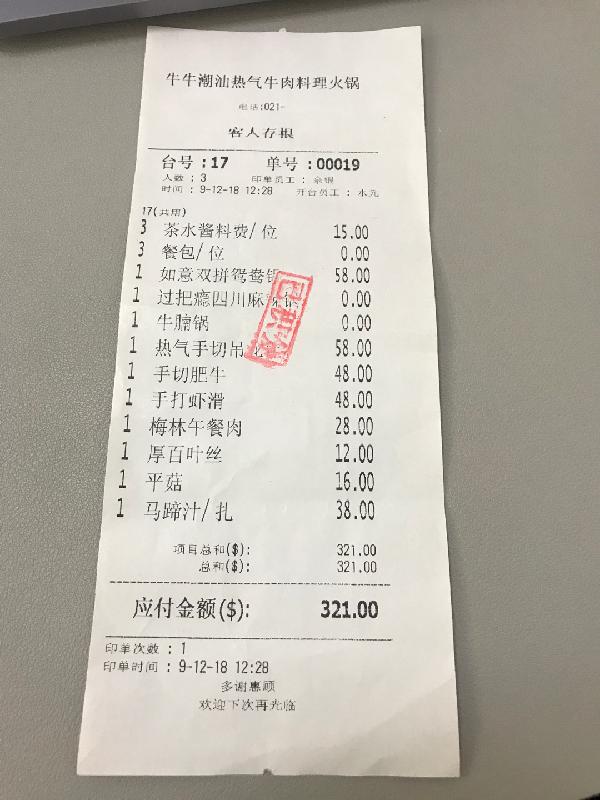 牛牛潮汕热气牛肉料理火锅
电话:021-
客人存根
台号:17 单号:00019
人数:3 印单员工:余银
时间:9-12-18 12:28 开台员工:水元
17(共用)
3 茶水酱料费/位 15.00
3 餐包/位 0.00
1 如意双拼鸳鸯锅 58.00
1 过把瘾四川麻辣锅 0.00
1 牛腩锅 0.00
1 热气手切吊龙 58.00
1 手切肥牛 48.00
1 手打虾滑 48.00
1 梅林午餐肉 28.00
1 厚百叶丝 12.00
1 平菇 16.00
1 马蹄汁/扎 38.00
项目总和($): 321.00
总和($): 321.00
应付金额($): 321.00
印单次数:1
印单时间:9-12-18 12:28
多谢惠顾
欢迎下次再光临